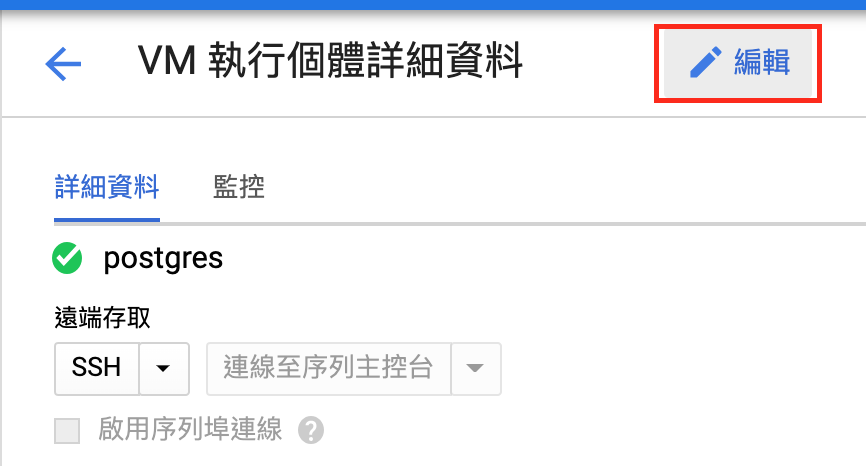 VM 執行個體詳細資料
編輯
詳細資料
監控
postgres
遠端存取
SSH
連線至序列主控台
啟用序列埠連線 ?